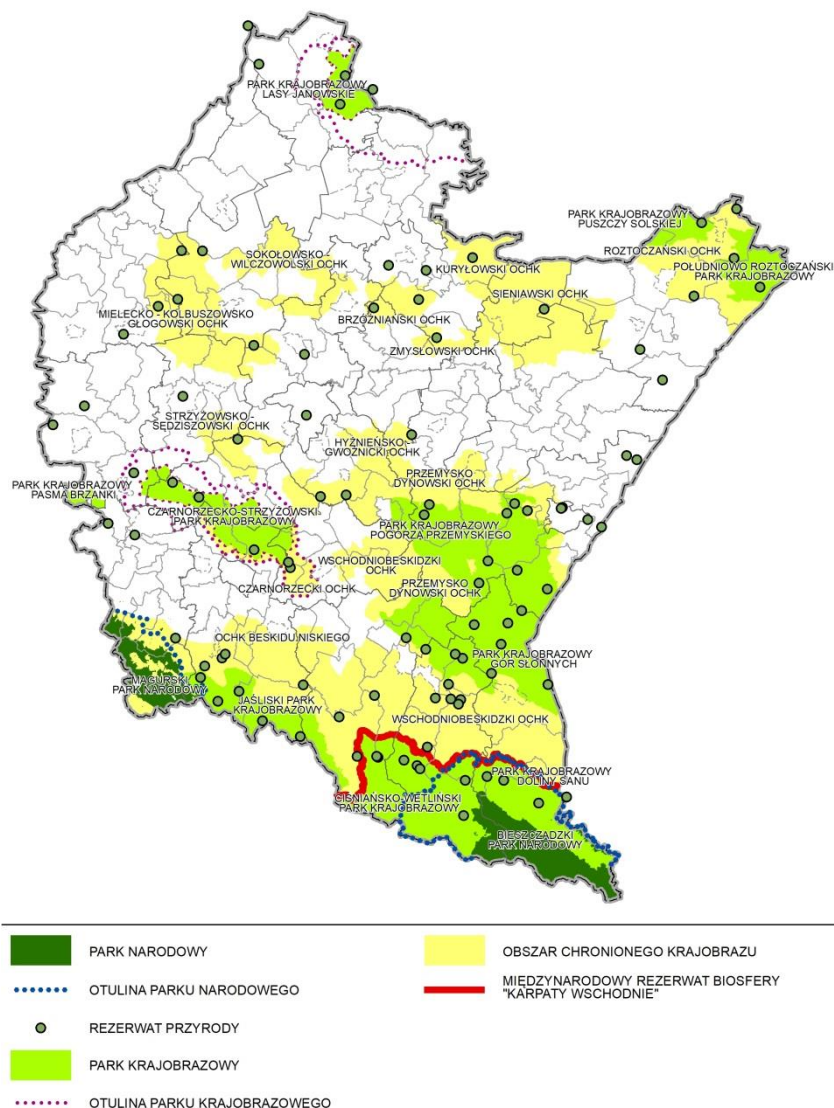 PARK KRAJOBRAZOWY
LASY JANOWSKIE
PARK KRAJOBRAZOWY
PUSZCZY SOLSKIEJ
ROZTOCZAŃSKI OCHK
POŁUDNIOWO ROZTOCZAŃSKI
PARK KRAJOBRAZOWY
SOKOŁOWSKO -
WILCZOWOLSKI OCHK
KURYŁOWSKI OCHK
SIENIAWSKI OCHK
MIELECKO - KOLBUSZOWSKO
GŁOGOWSKI OCHK
BRZÓŹNIAŃSKI OCHK
ZMYSŁOWSKI OCHK
STRZYŻOWSKO -
SĘDZISZOWSKI OCHK
HYŻNIEŃSKO -
GWOŹNICKI OCHK
PRZEMYSKO
DYNOWSKI OCHK
PARK KRAJOBRAZOWY
PASMA BRZANKI
CZARNORZECKO-STRZYŻOWSKI
PARK KRAJOBRAZOWY
PARK KRAJOBRAZOWY
POGÓRZA PRZEMYSKIEGO
WSCHODNIOBESKIDZKI
OCHK
CZARNORZECKI OCHK
PRZEMYSKO
DYNOWSKI OCHK
OCHK BESKIDU NISKIEGO
PARK KRAJOBRAZOWY
GÓR SŁONNYCH
MAGURSKI
PARK NARODOWY
JAŚLISKI PARK
KRAJOBRAZOWY
WSCHODNIOBESKIDZKI OCHK
PARK KRAJOBRAZOWY
DOLINY SANU
CIŚNIAŃSKO-WETLIŃSKI
PARK KRAJOBRAZOWY
BIESZCZADZKI
PARK NARODOWY
PARK NARODOWY
OTULINA PARKU NARODOWEGO
REZERWAT PRZYRODY
PARK KRAJOBRAZOWY
OTULINA PARKU KRAJOBRAZOWEGO
OBSZAR CHRONIONEGO KRAJOBRAZU
MIĘDZYNARODOWY REZERWAT BIOSFERY
"KARPATY WSCHODNIE"